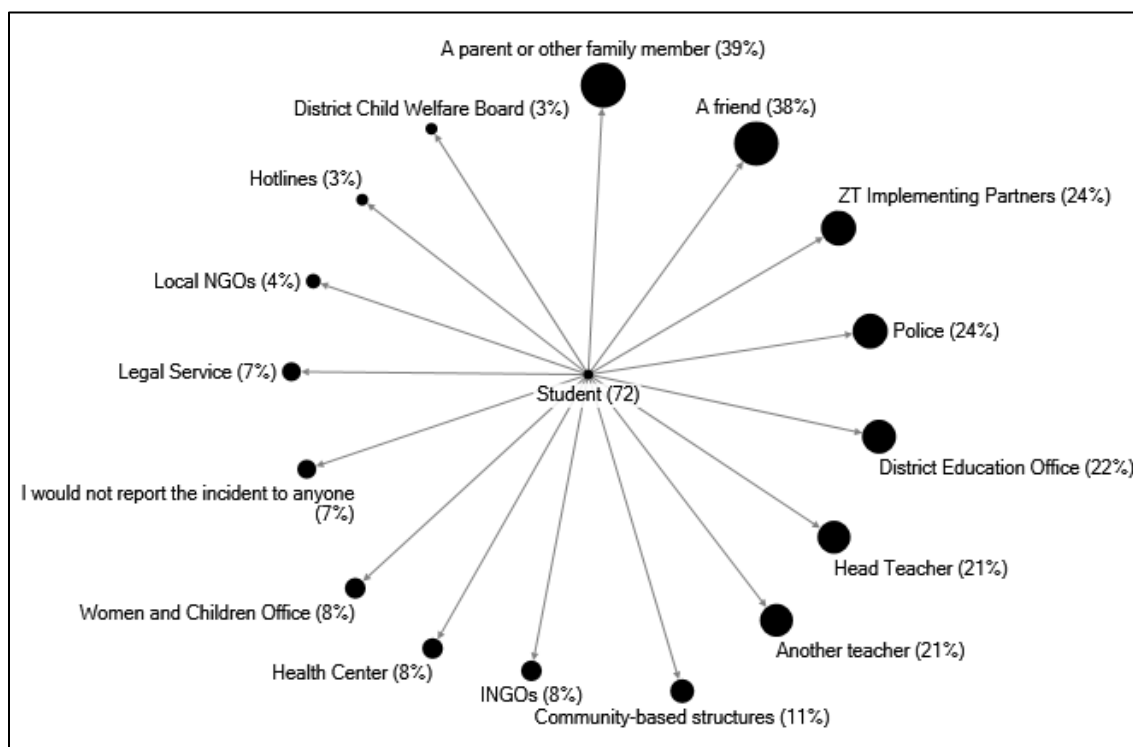 A parent or other family member (39%)
District Child Welfare Board (3%)
A friend (38%)
Hotlines (3%)
ZT Implementing Partners (24%)
Local NGOs (4%)
Police (24%)
Legal Service (7%)
Student (72)
District Education Office (22%)
I would not report the incident to anyone
(7%)
Head Teacher (21%)
Women and Children Office (8%)
Another teacher (21%)
Health Center (8%)
INGOs (8%)
Community-based structures (11%)